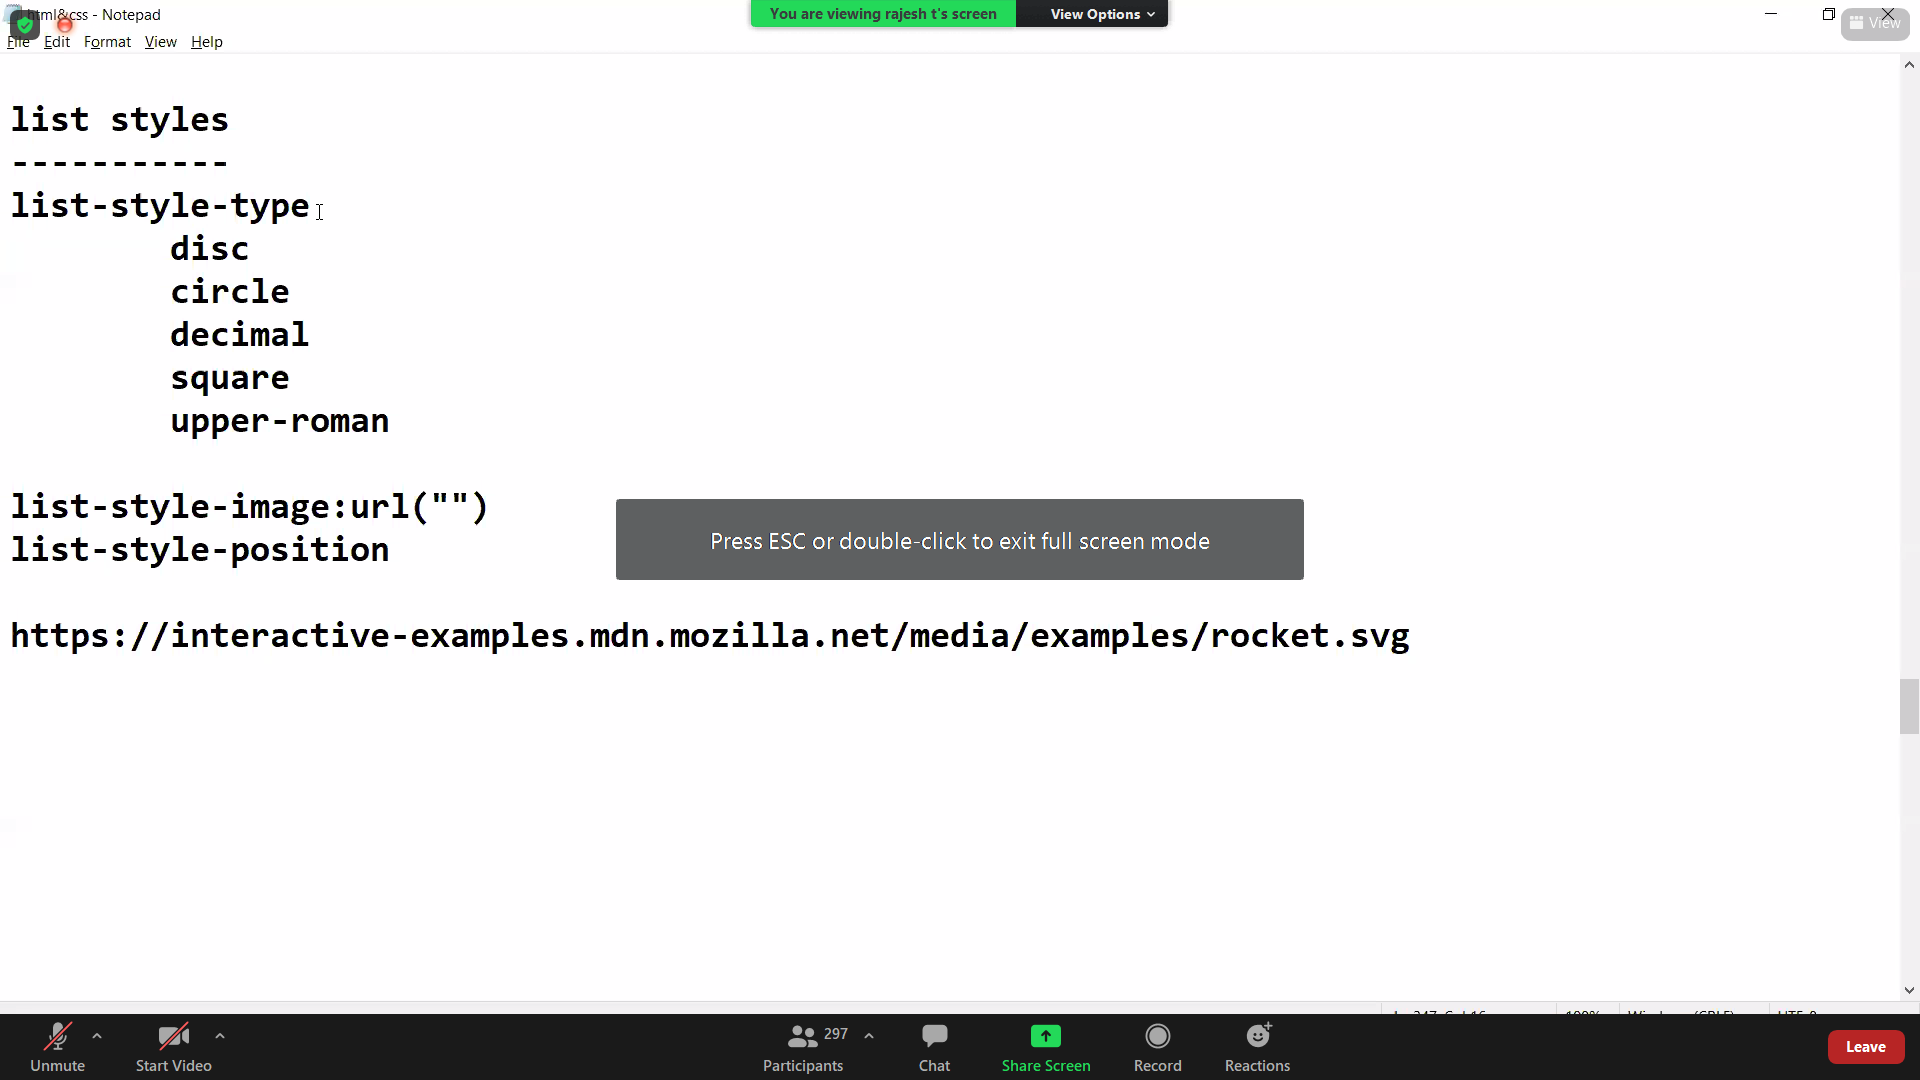 html&css - Notepad
You are viewing rajesh t's screen View Options
View
File Edit Format View Help
list styles
-----------
list-style-type
disc
circle
decimal
square
upper-roman
list-style-image:url("")
list-style-position
Press ESC or double-click to exit full screen mode
https://interactive-examples.mdn.mozilla.net/media/examples/rocket.svg
Unmute
Start Video
297
Participants
Chat
Share Screen
Record
Reactions
Leave